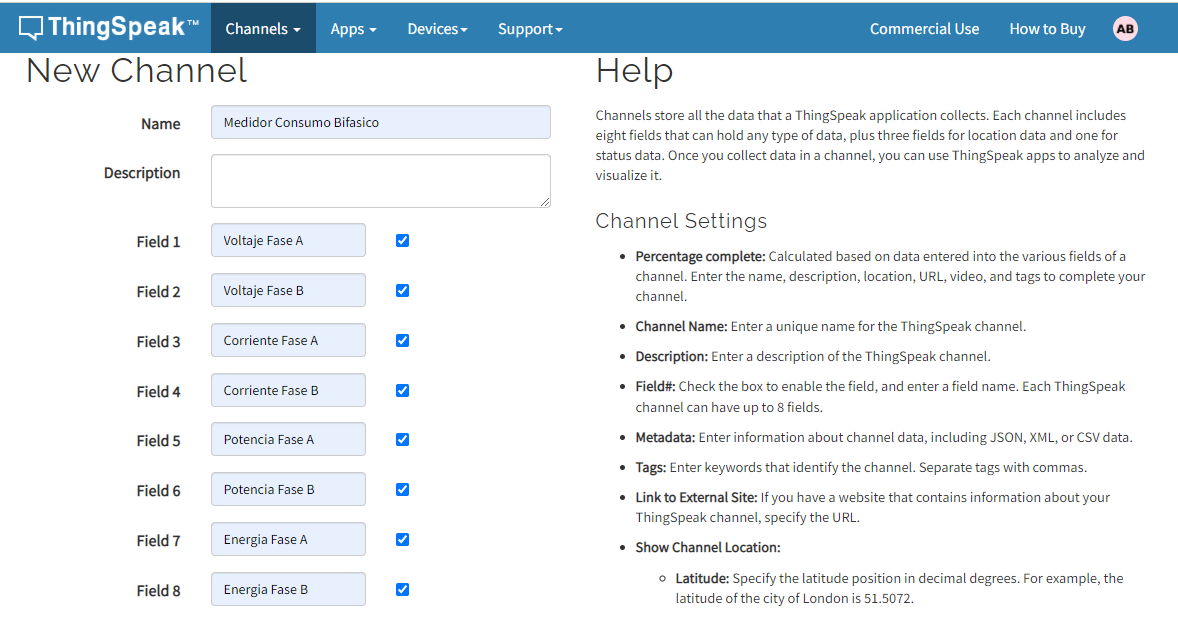 ThingSpeak™ Channels Apps Devices Support Commercial Use How to Buy AB
New Channel
Name Medidor Consumo Bifasico
Description
Field 1 Voltaje Fase A
Field 2 Voltaje Fase B
Field 3 Corriente Fase A
Field 4 Corriente Fase B
Field 5 Potencia Fase A
Field 6 Potencia Fase B
Field 7 Energia Fase A
Field 8 Energia Fase B
Help
Channels store all the data that a ThingSpeak application collects. Each channel includes
eight fields that can hold any type of data, plus three fields for location data and one for
status data. Once you collect data in a channel, you can use ThingSpeak apps to analyze and
visualize it.
Channel Settings
• Percentage complete: Calculated based on data entered into the various fields of a
channel. Enter the name, description, location, URL, video, and tags to complete your
channel.
• Channel Name: Enter a unique name for the ThingSpeak channel.
• Description: Enter a description of the ThingSpeak channel.
• Field#: Check the box to enable the field, and enter a field name. Each ThingSpeak
channel can have up to 8 fields.
• Metadata: Enter information about channel data, including JSON, XML, or CSV data.
• Tags: Enter keywords that identify the channel. Separate tags with commas.
• Link to External Site: If you have a website that contains information about your
ThingSpeak channel, specify the URL.
• Show Channel Location:
◦ Latitude: Specify the latitude position in decimal degrees. For example, the
latitude of the city of London is 51.5072.